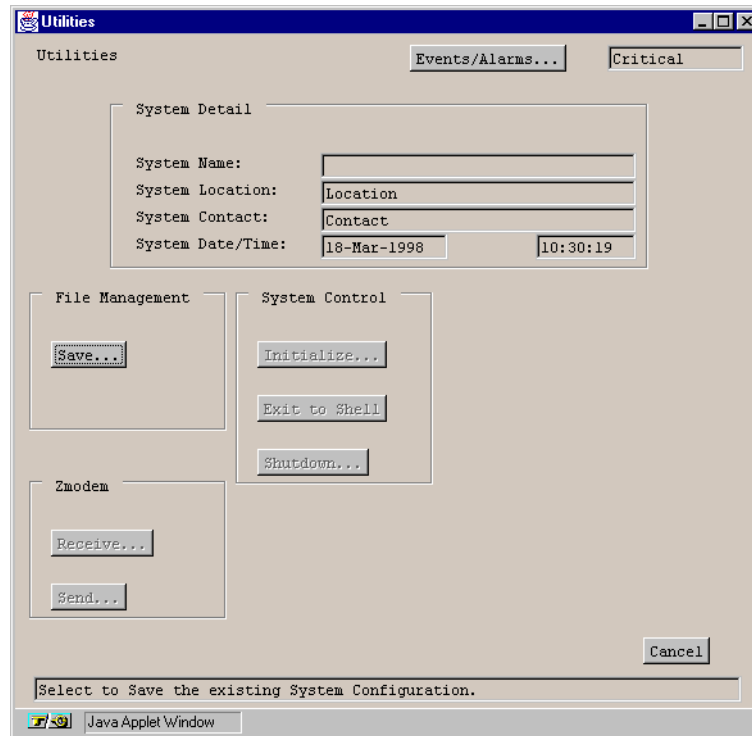 Utilities
Utilities
Events/Alarms...
Critical
System Detail
System Name:
System Location:
Location
System Contact:
Contact
System Date/Time:
18-Mar-1998
10:30:19
File Management
System Control
Save...
Initialize...
Exit to Shell
Shutdown...
Zmodem
Receive...
Send...
Cancel
Select to Save the existing System Configuration.
Java Applet Window